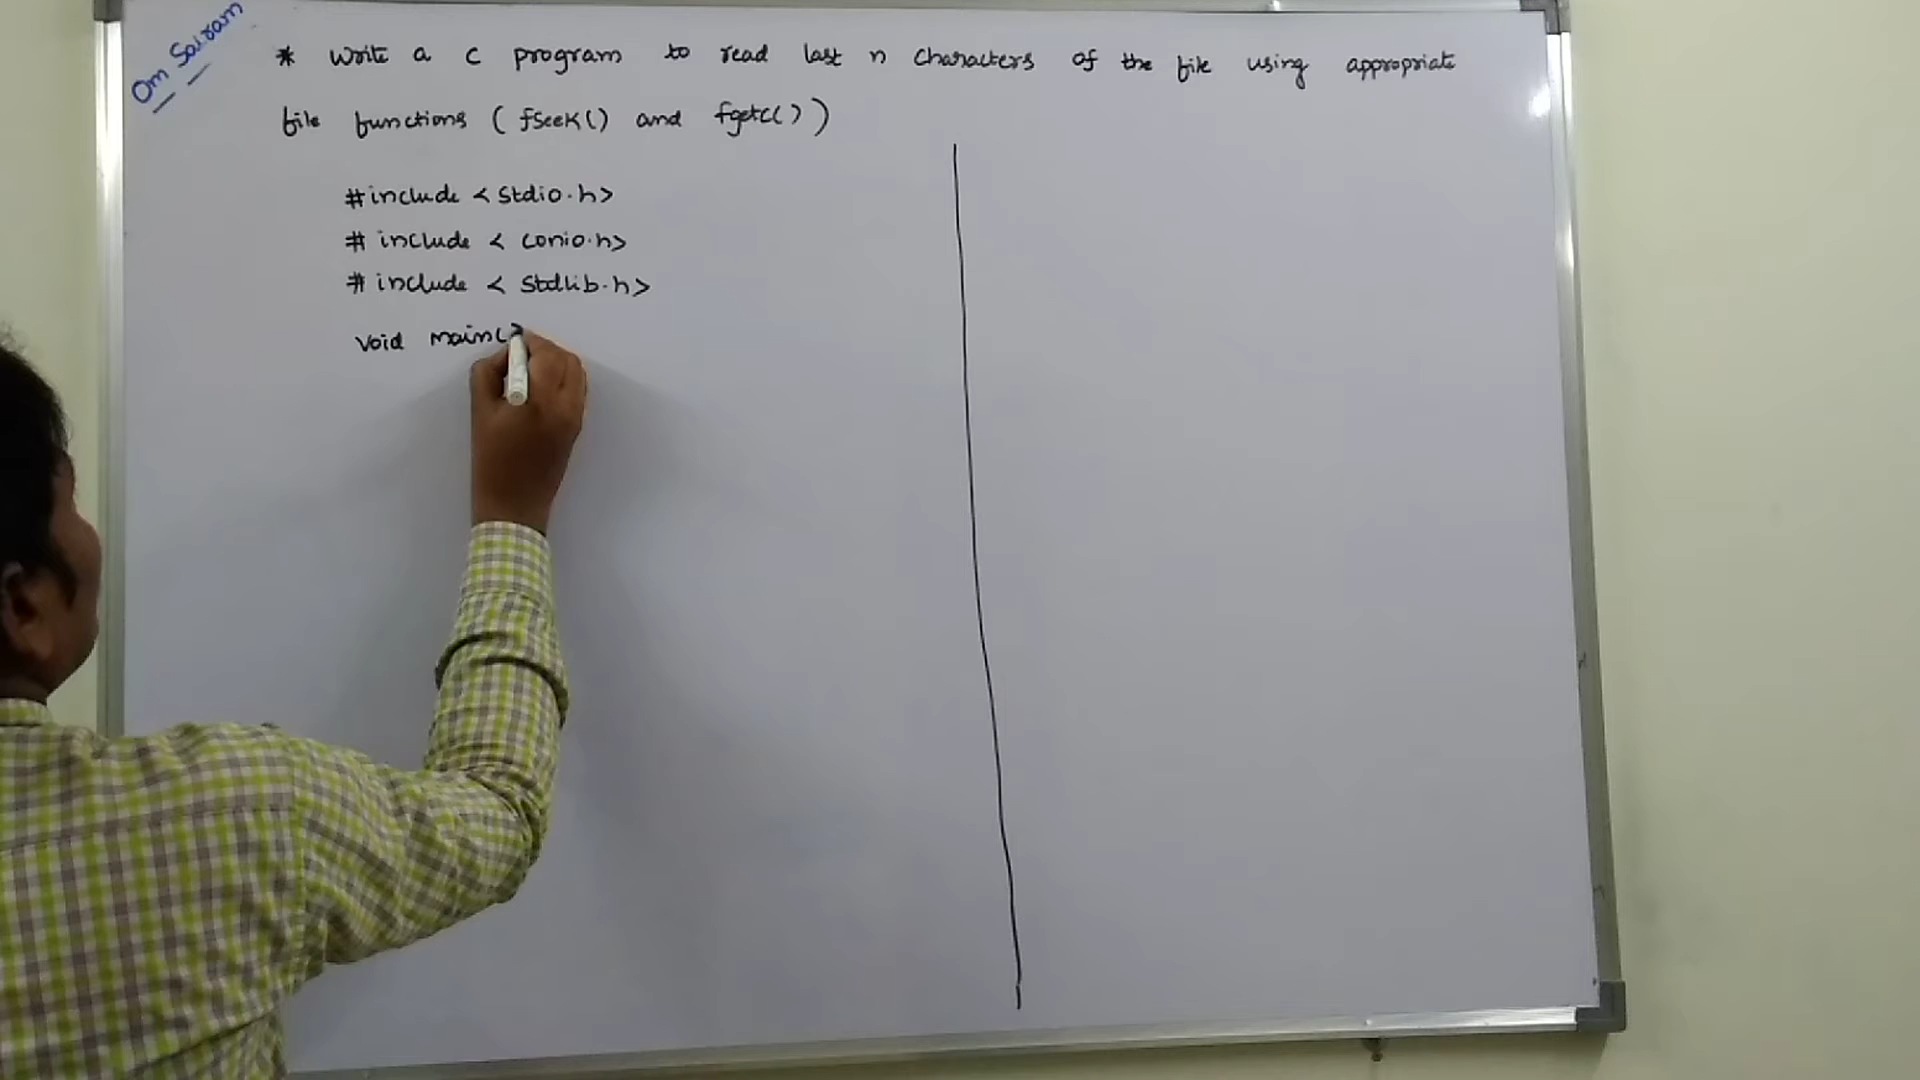 Om Sairam
* Write a C program to read last n characters of the file using appropriate
file functions (fseek() and fgetc())
#include <stdio.h>
# include < conio.h>
# include < stdlib.h>
void main()